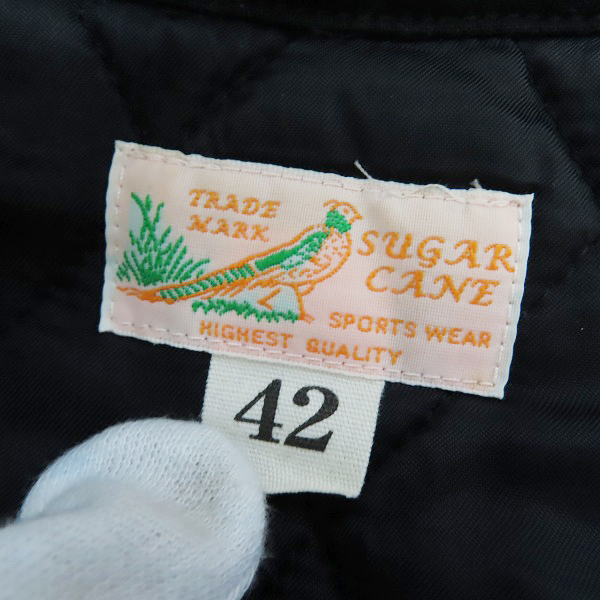 TRADE
MARK
SUGAR
CANE
SPORTS WEAR
HIGHEST QUALITY
42